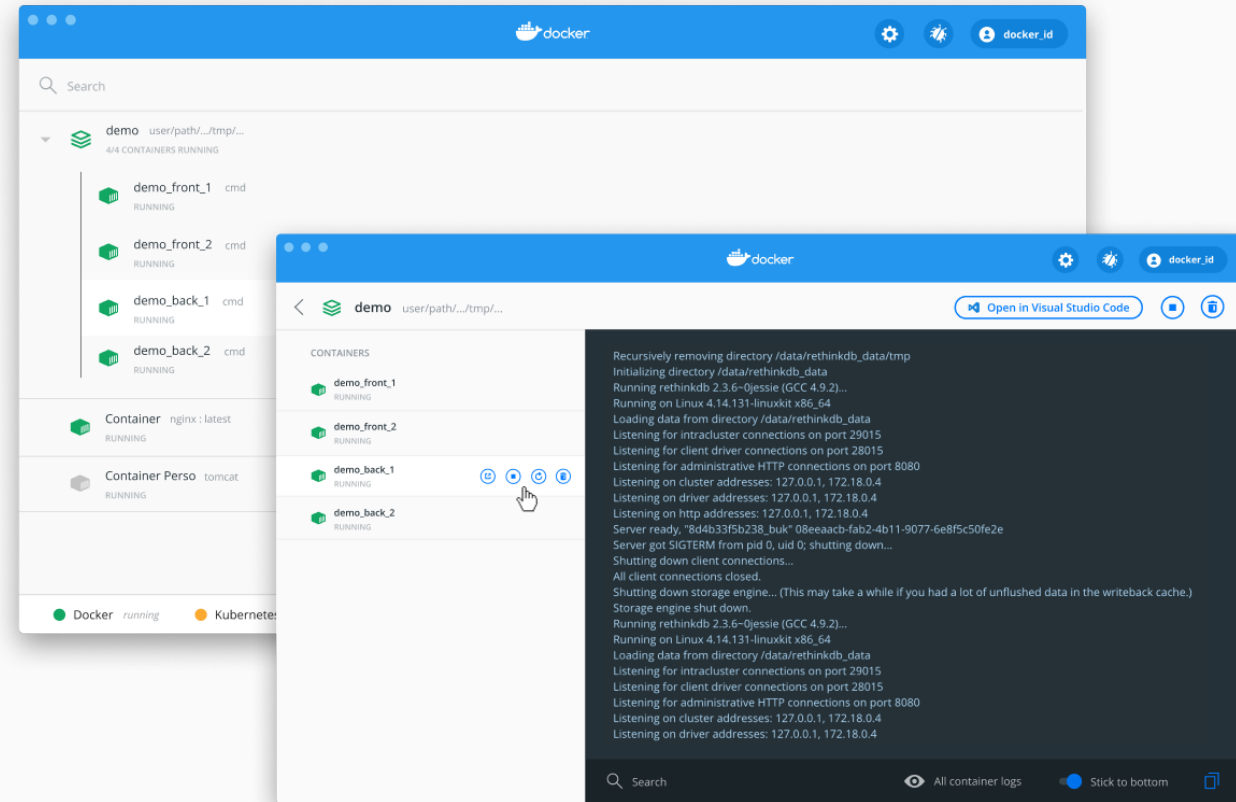 docker
docker_id
Search
demo user/path/.../tmp/...
4/4 CONTAINERS RUNNING
demo_front_1 cmd
RUNNING
demo_front_2 cmd
RUNNING
demo_back_1 cmd
RUNNING
demo_back_2 cmd
RUNNING
Container nginx : latest
RUNNING
Container Perso tomcat
RUNNING
Docker running Kubernetes
docker
docker_id
demo user/path/.../tmp/...
Open in Visual Studio Code
CONTAINERS
demo_front_1
RUNNING
demo_front_2
RUNNING
demo_back_1
RUNNING
demo_back_2
RUNNING
Recursively removing directory /data/rethinkdb_data/tmp
Initializing directory /data/rethinkdb_data
Running rethinkdb 2.3.6~0jessie (GCC 4.9.2)...
Running on Linux 4.14.131-linuxkit x86_64
Loading data from directory /data/rethinkdb_data
Listening for intracluster connections on port 29015
Listening for client driver connections on port 28015
Listening for administrative HTTP connections on port 8080
Listening on cluster addresses: 127.0.0.1, 172.18.0.4
Listening on driver addresses: 127.0.0.1, 172.18.0.4
Listening on http addresses: 127.0.0.1, 172.18.0.4
Server ready, "8d4b33f5b238_buk" 08eeaacb-fab2-4b11-9077-6e8f5c50fe2e
Server got SIGTERM from pid 0, uid 0; shutting down...
Shutting down client connections...
All client connections closed.
Shutting down storage engine... (This may take a while if you had a lot of unflushed data in the writeback cache.)
Storage engine shut down.
Running rethinkdb 2.3.6~0jessie (GCC 4.9.2)...
Running on Linux 4.14.131-linuxkit x86_64
Loading data from directory /data/rethinkdb_data
Listening for intracluster connections on port 29015
Listening for client driver connections on port 28015
Listening for administrative HTTP connections on port 8080
Listening on cluster addresses: 127.0.0.1, 172.18.0.4
Listening on driver addresses: 127.0.0.1, 172.18.0.4
Search
All container logs
Stick to bottom